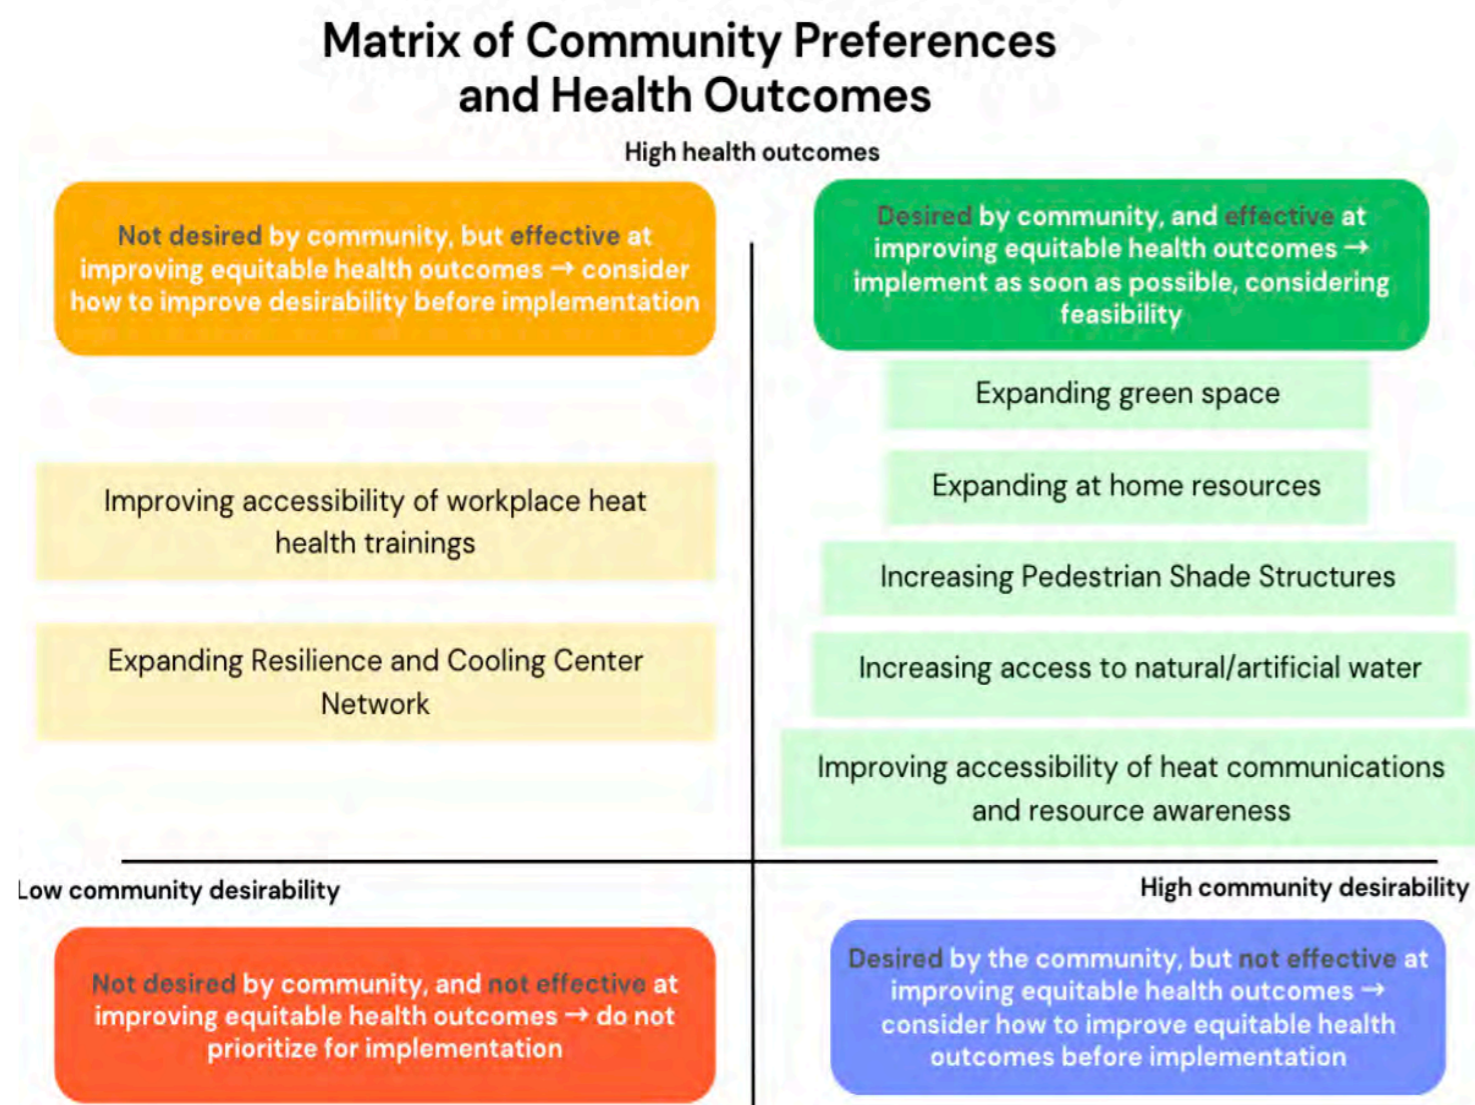 Matrix of Community Preferences
and Health Outcomes
High health outcomes
Not desired by community, but effective at
improving equitable health outcomes → consider
how to improve desirability before implementation
Desired by community, and effective at
improving equitable health outcomes →
implement as soon as possible, considering
feasibility
Expanding green space
Expanding at home resources
Improving accessibility of workplace heat
health trainings
Increasing Pedestrian Shade Structures
Expanding Resilience and Cooling Center
Network
Increasing access to natural/artificial water
Improving accessibility of heat communications
and resource awareness
Low community desirability
High community desirability
Not desired by community, and not effective at
improving equitable health outcomes → do not
prioritize for implementation
Desired by the community, but not effective at
improving equitable health outcomes →
consider how to improve equitable health
outcomes before implementation